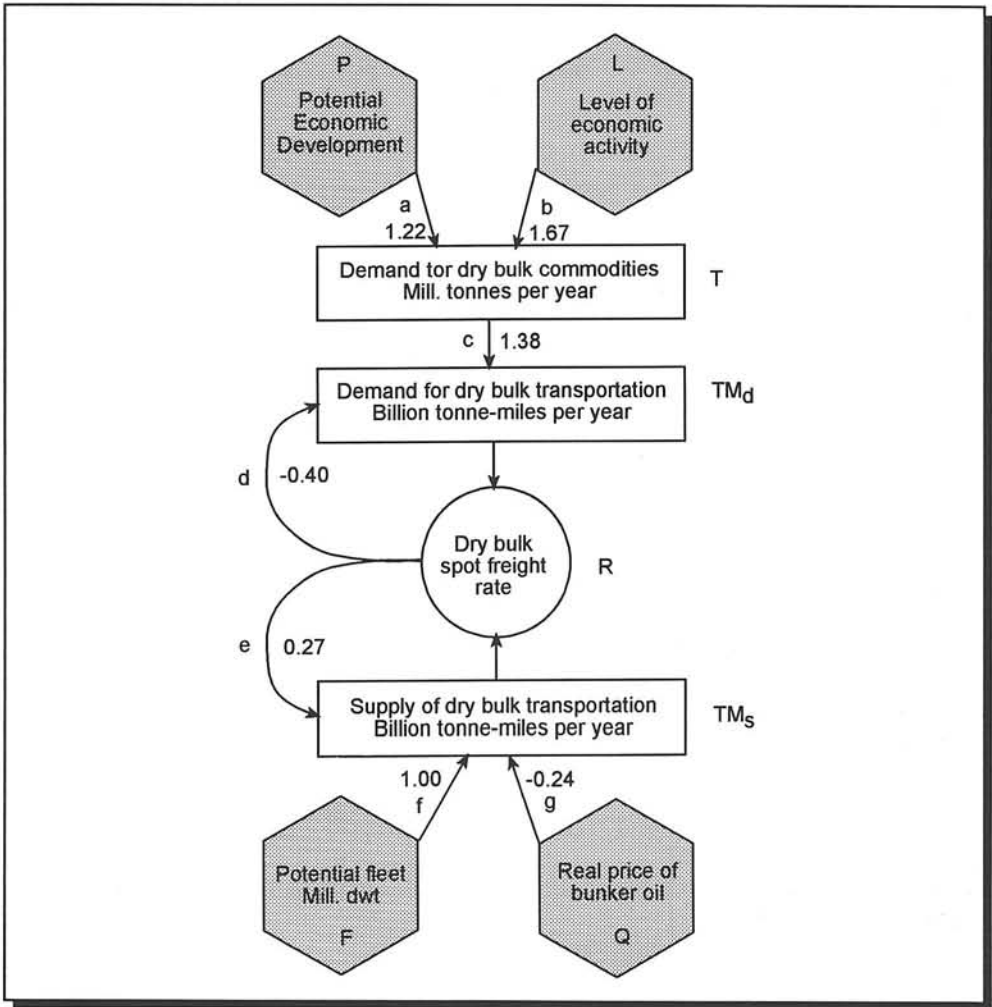 P
Potential
Economic
Development
L
Level of
economic
activity
a
1.22
b
1.67
Demand tor dry bulk commodities
Mill. tonnes per year
T
c 1.38
Demand for dry bulk transportation
Billion tonne-miles per year
TMd
d
-0.40
Dry bulk
spot freight
rate
R
e
0.27
Supply of dry bulk transportation
Billion tonne-miles per year
TMs
1.00
f
-0.24
g
Potential fleet
Mill. dwt
F
Real price of
bunker oil
Q